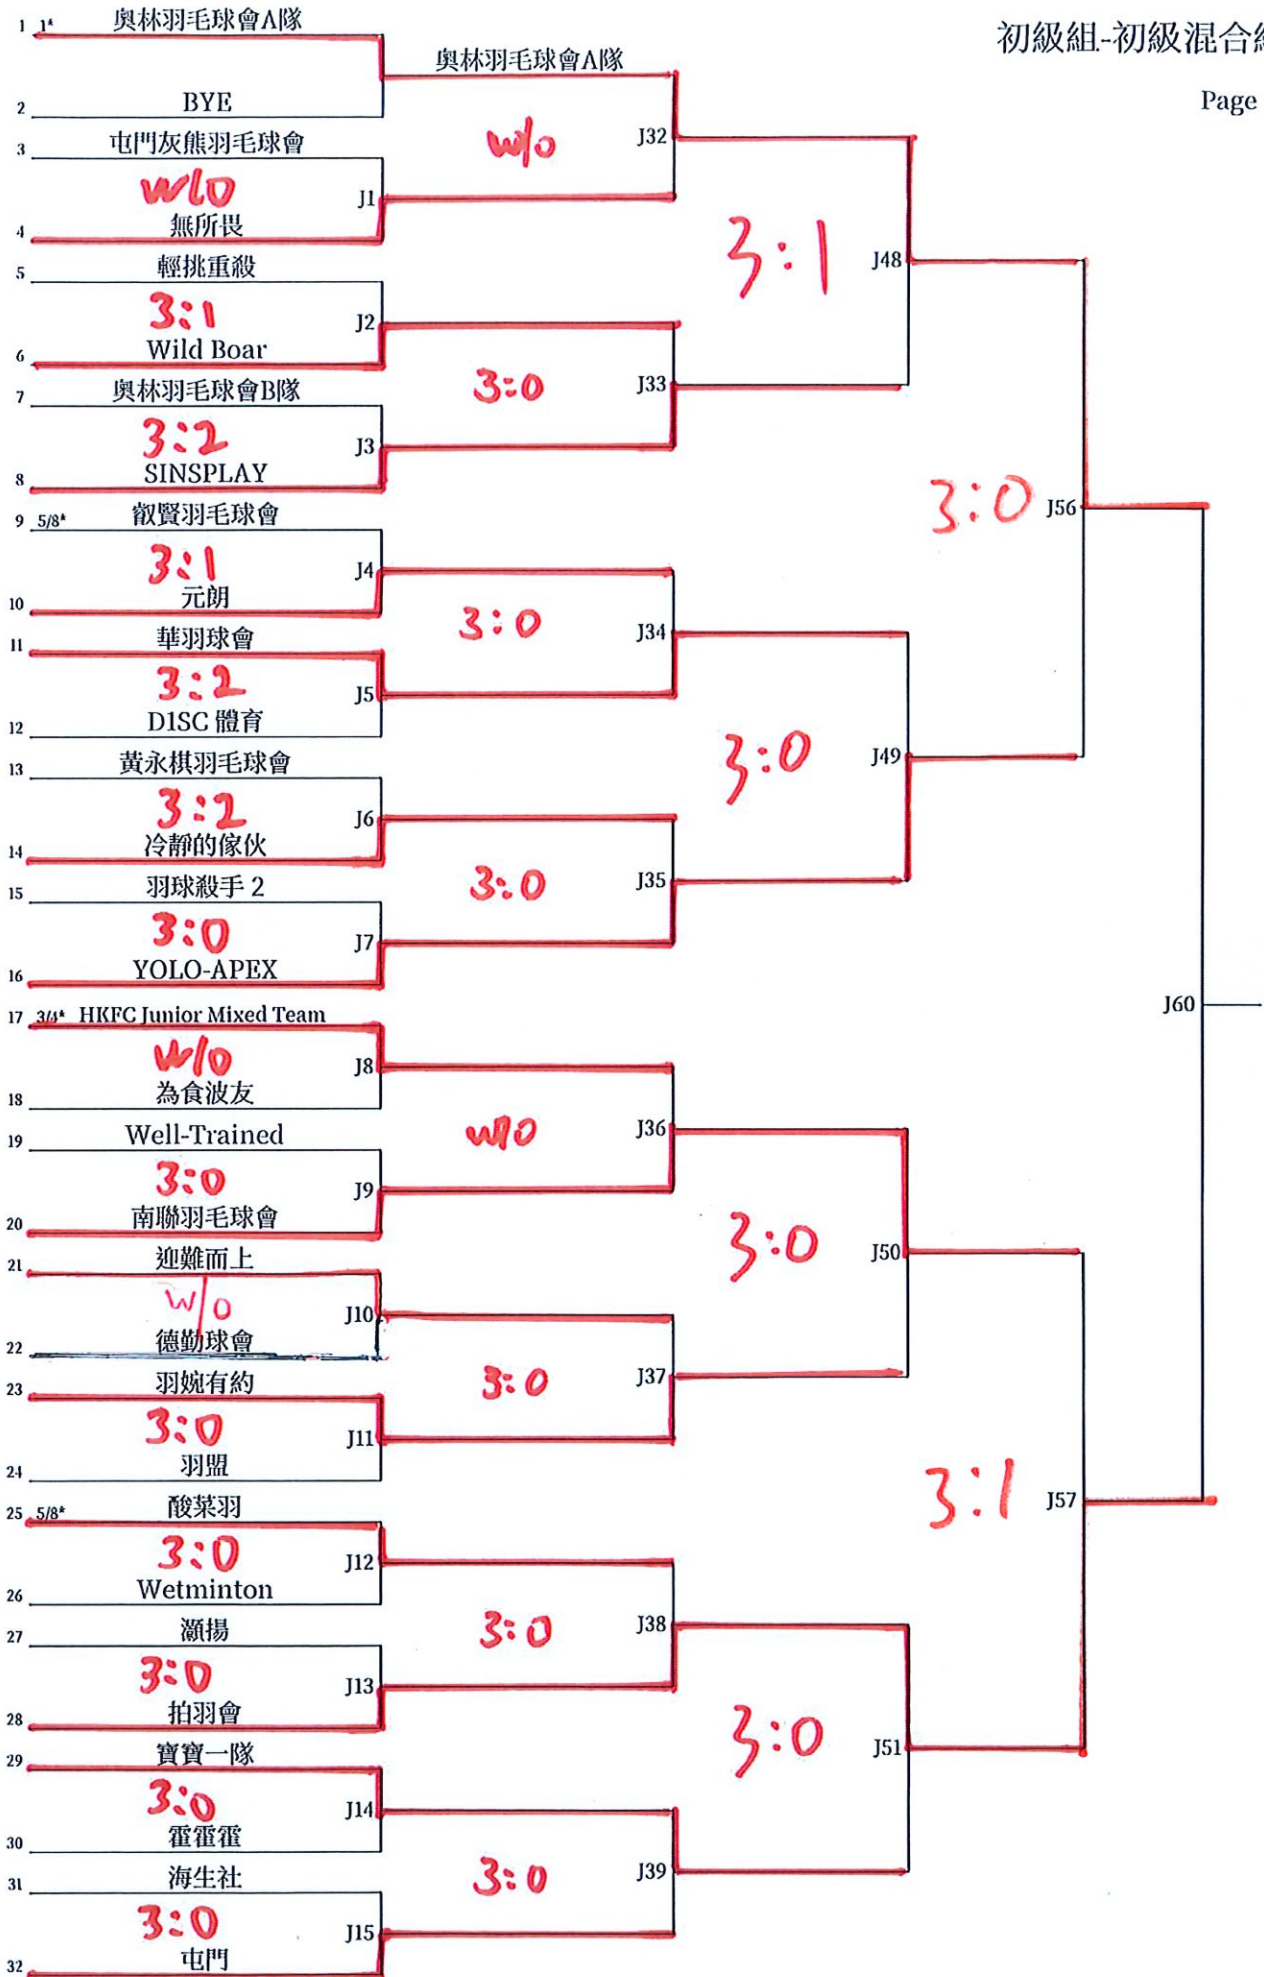 初級組-初級混合
Page
1 1* 奧林羽毛球會A隊
奧林羽毛球會A隊
2 BYE
w/o
J32
3 屯門灰熊羽毛球會
w/o
J1
4 無所畏
3:1
J48
5 輕挑重殺
3:1
J2
6 Wild Boar
3:0
J33
7 奧林羽毛球會B隊
3:2
J3
8 SINSPLAY
3:0
J56
9 5/8* 叡賢羽毛球會
3:1
J4
10 元朗
3:0
J34
11 華羽球會
3:2
J5
12 D1SC 體育
3:0
J49
13 黃永棋羽毛球會
3:2
J6
14 冷靜的傢伙
3:0
J35
15 羽球殺手 2
3:0
J7
16 YOLO-APEX
J60
17 3/4* HKFC Junior Mixed Team
w/o
J8
18 為食波友
w/o
J36
19 Well-Trained
3:0
J9
20 南聯羽毛球會
3:0
J50
21 迎難而上
w/o
J10
22 德勤球會
3:0
J37
23 羽婉有約
3:0
J11
24 羽盟
3:1
J57
25 5/8* 酸菜羽
3:0
J12
26 Wetminton
3:0
J38
27 灝揚
3:0
J13
28 拍羽會
3:0
J51
29 寶寶一隊
3:0
J14
30 霍霍霍
3:0
J39
31 海生社
3:0
J15
32 屯門